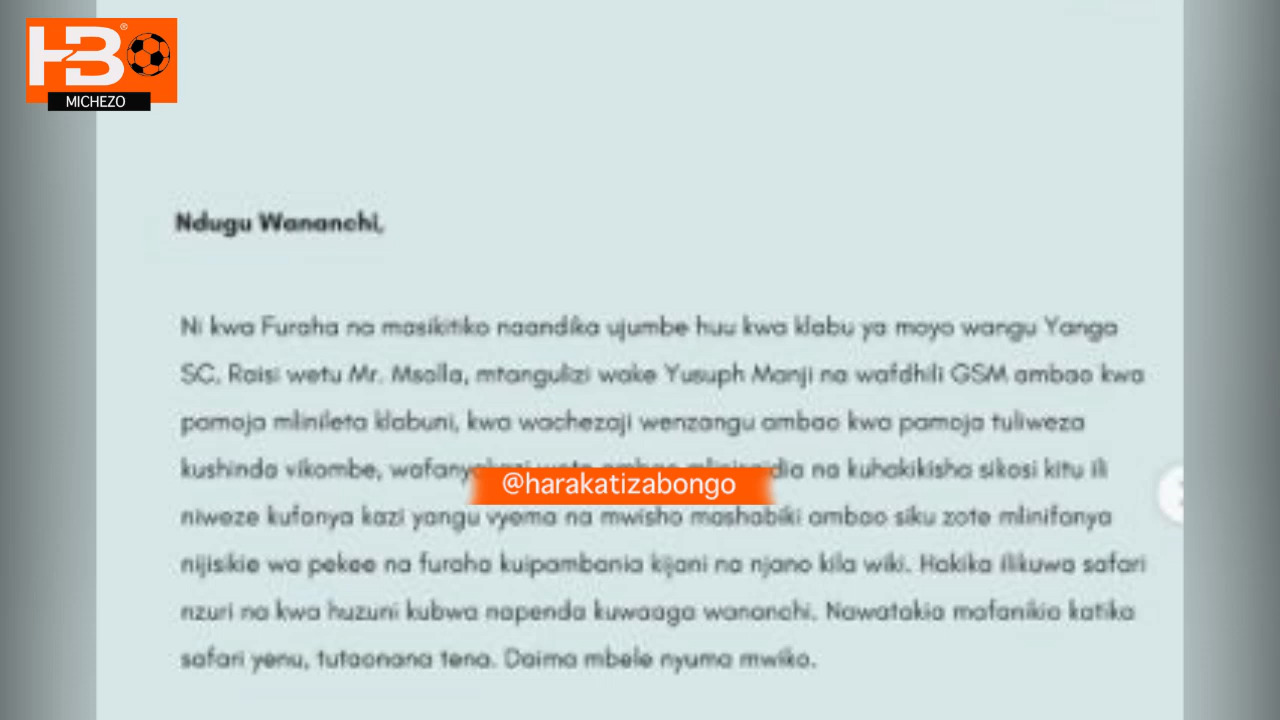 HBO
MICHEZO
Ndugu Wananchi,
Ni kwa Furaha na masikitiko naandika ujumbe huu kwa klabu ya moyo wangu Yanga
SC, Raisi wetu Mr. Msolla, mtangulizi wake Yusuph Manji na wafdhili GSM ambao kwa
pamoja mlinileta klabuni, kwa wachezaji wenzangu ambao kwa pamoja tuliweza
kushinda vikombe, na kuhakikisha sikosi kitu ili
@harakatizabongo
niweze kufanya kazi yangu vyema na mwisho mashabiki ambao siku zote mlinifanya
nijisikie wa pekee na furaha kuipambania kijani na njano kila wiki. Hakika ilikuwa safari
nzuri na kwa huzuni kubwa napenda kuwaaga wananchi. Nawatakia mafanikio katika
safari yenu, tutaonana tena. Daima mbele nyuma mwiko.